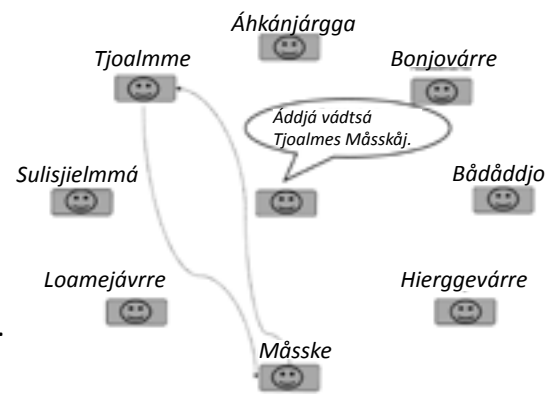 Áhkánjárgga
Tjoalmme
Bonjovárre
Áddjá vádtsá
Tjoalmes Måsskåj.
Sulisjielmmá
Bådåddjo
Loamejávrre
Hierggevárre
.
Måsske